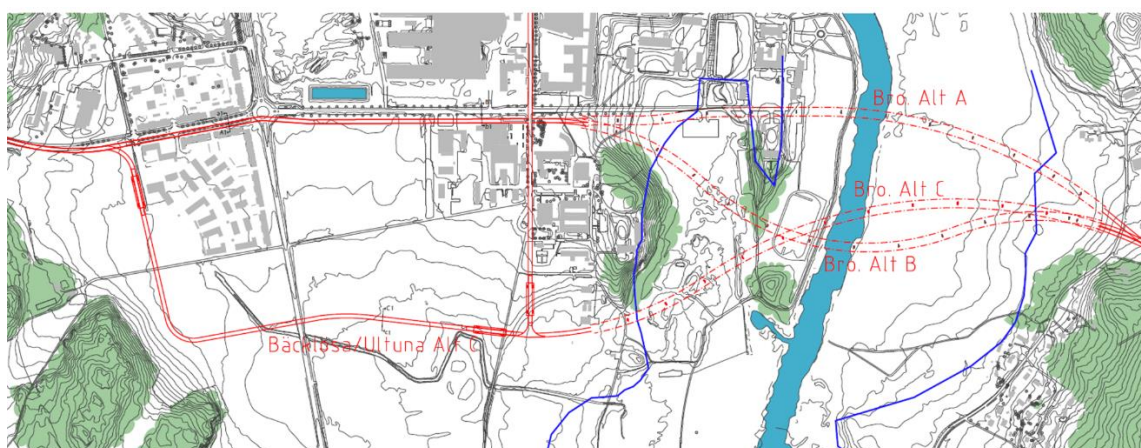 Bro. Alt A
Bro. Alt C
Bro. Alt B
Bäcklösa/Ultuna Alt C